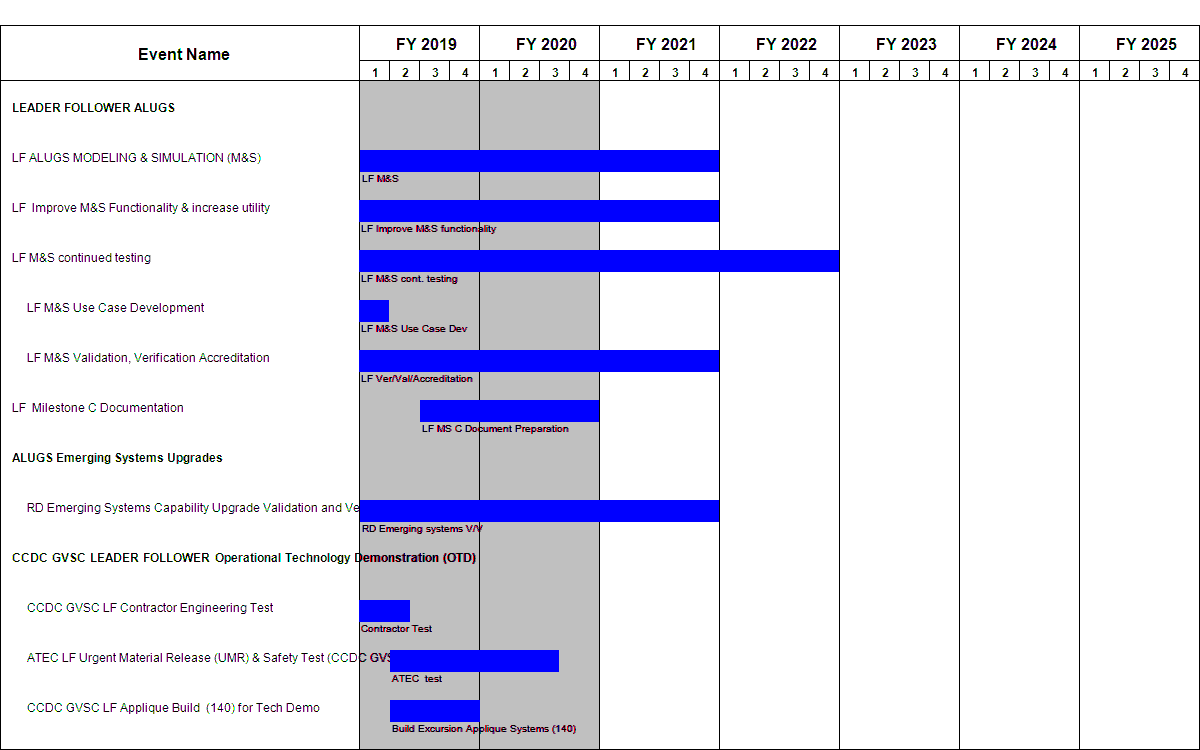 Event Name
FY 2019 FY 2020 FY 2021 FY 2022 FY 2023 FY 2024 FY 2025
1 2 3 4 1 2 3 4 1 2 3 4 1 2 3 4 1 2 3 4 1 2 3 4 1 2 3 4
LEADER FOLLOWER ALUGS
LF ALUGS MODELING & SIMULATION (M&S)
LF M&S
LF Improve M&S Functionality & increase utility
LF Improve M&S functionality
LF M&S continued testing
LF M&S cont. testing
LF M&S Use Case Development
LF M&S Use Case Dev
LF M&S Validation, Verification Accreditation
LF Ver/Val/Accreditation
LF Milestone C Documentation
LF MS C Document Preparation
ALUGS Emerging Systems Upgrades
RD Emerging Systems Capability Upgrade Validation and Ve
RD Emerging systems V/V
CCDC GVSC LEADER FOLLOWER Operational Technology Demonstration (OTD)
CCDC GVSC LF Contractor Engineering Test
Contractor Test
ATEC LF Urgent Material Release (UMR) & Safety Test (CCDC GVS
ATEC test
CCDC GVSC LF Applique Build (140) for Tech Demo
Build Excursion Applique Systems (140)